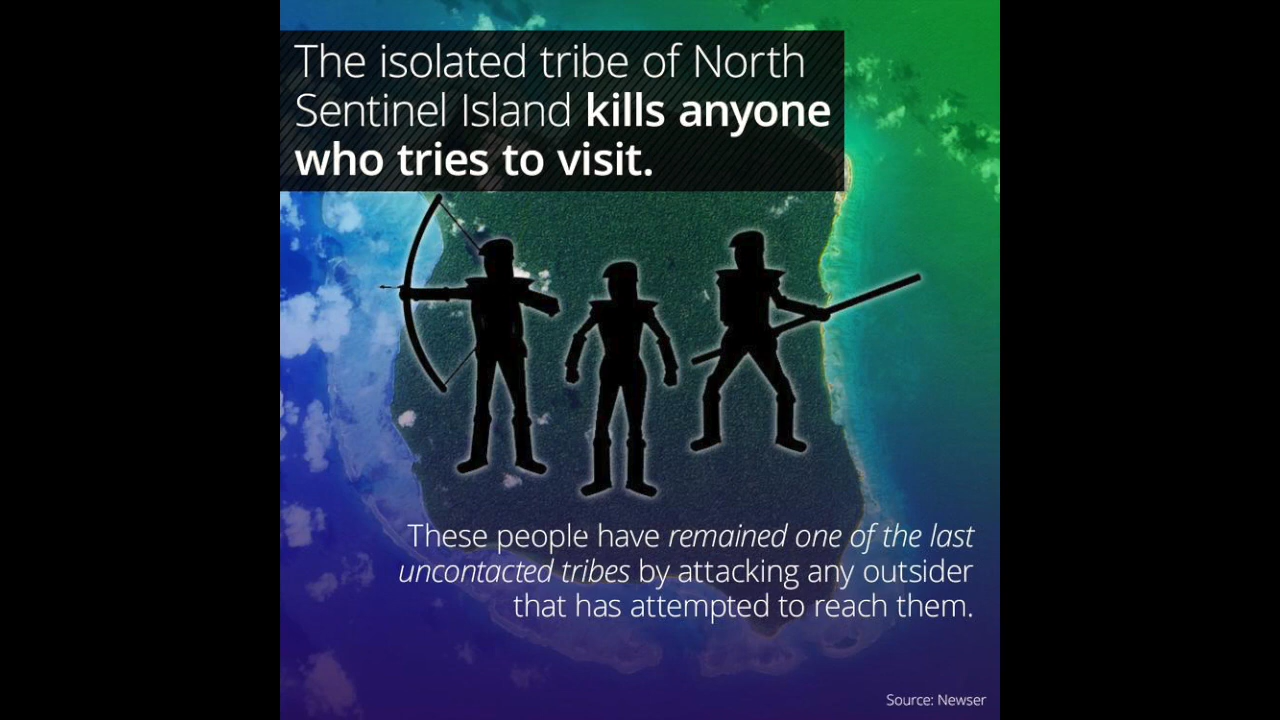 The isolated tribe of North
Sentinel Island kills anyone
who tries to visit.
These people have remained one of the last
uncontacted tribes by attacking any outsider
that has attempted to reach them.
Source: Newser